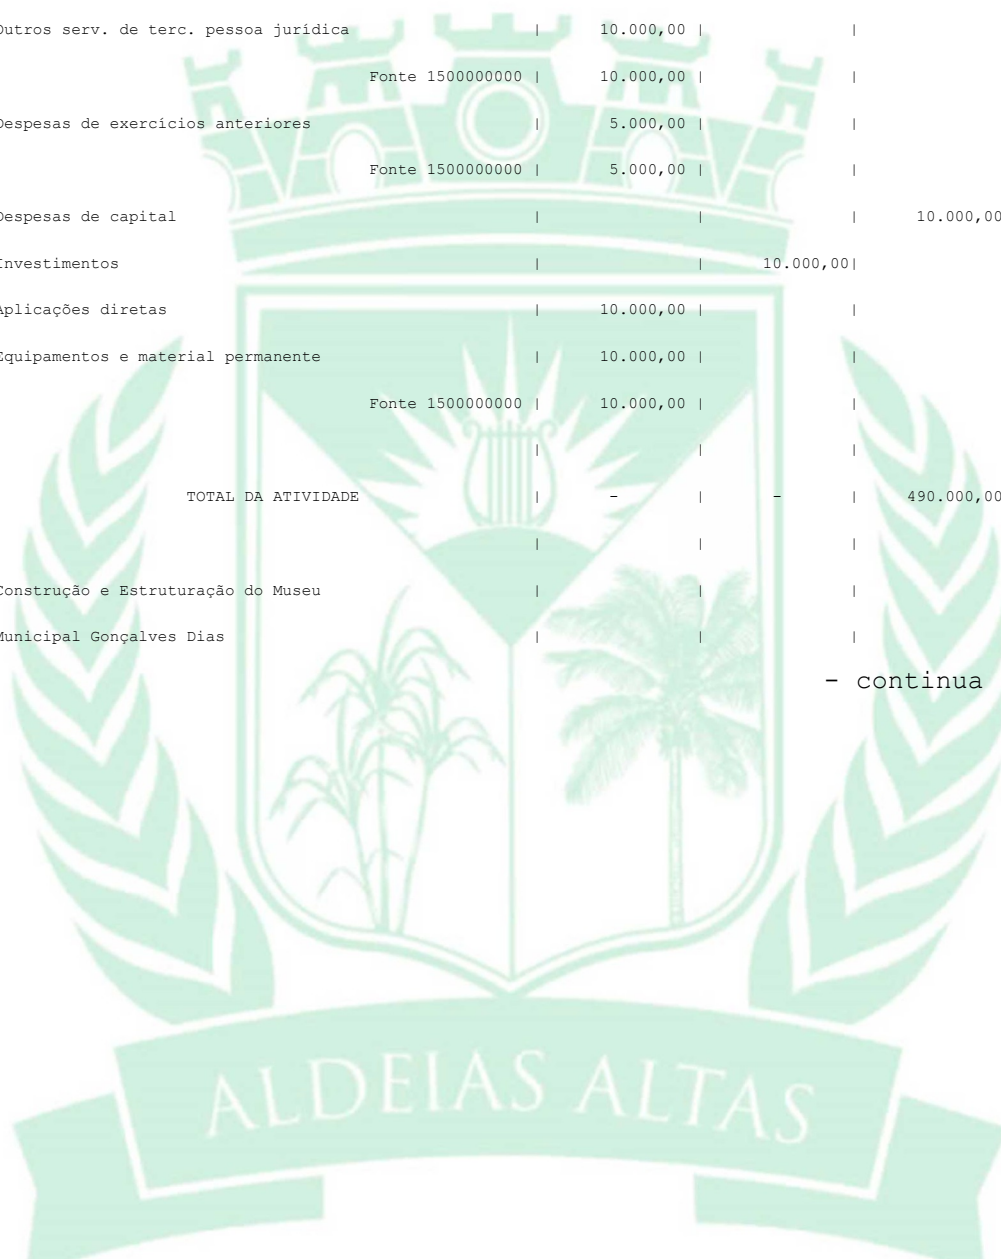 Outros serv. de terc. pessoa jurídica | 10.000,00 | |
Fonte 1500000000 | 10.000,00 | |
Despesas de exercícios anteriores | 5.000,00 | |
Fonte 1500000000 | 5.000,00 | |
Despesas de capital | | | 10.000,00
Investimentos | | 10.000,00|
Aplicações diretas | 10.000,00 | |
Equipamentos e material permanente | 10.000,00 | |
Fonte 1500000000 | 10.000,00 | |
| | |
TOTAL DA ATIVIDADE | - | - | 490.000,00
| | |
Construção e Estruturação do Museu | | |
Municipal Gonçalves Dias | | |
- continua
ALDEIAS ALTAS